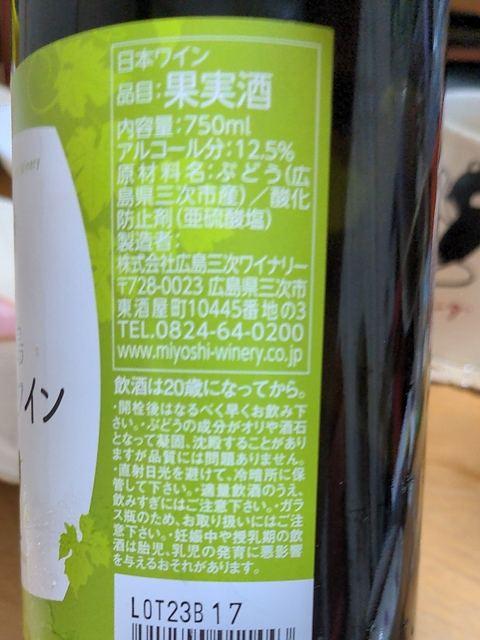 日本ワイン
品目:果実酒
内容量:750ml
アルコール分:12.5%
原材料名:ぶどう(広
島県三次市産)／酸化
防止剤(亜硫酸塩)
製造者:
株式会社広島三次ワイナリー
〒728-0023 広島県三次市
東酒屋町10445番地の3
TEL.0824-64-0200
www.miyoshi-winery.co.jp
飲酒は20歳になってから。
・開栓後はなるべく早くお飲み下
さい。・ぶどうの成分がオリや酒石
となって凝固、沈殿することがあり
ますが品質には問題ありません。
・直射日光を避けて、冷暗所に保
管して下さい。・適量飲酒のうえ、
飲みすぎにはご注意下さい。・ガラ
ス瓶のため、お取り扱いにはご注
意下さい。・妊娠中や授乳期の飲
酒は胎児、乳児の発育に悪影響
を与えるおそれがあります。
LOT23B17
イン